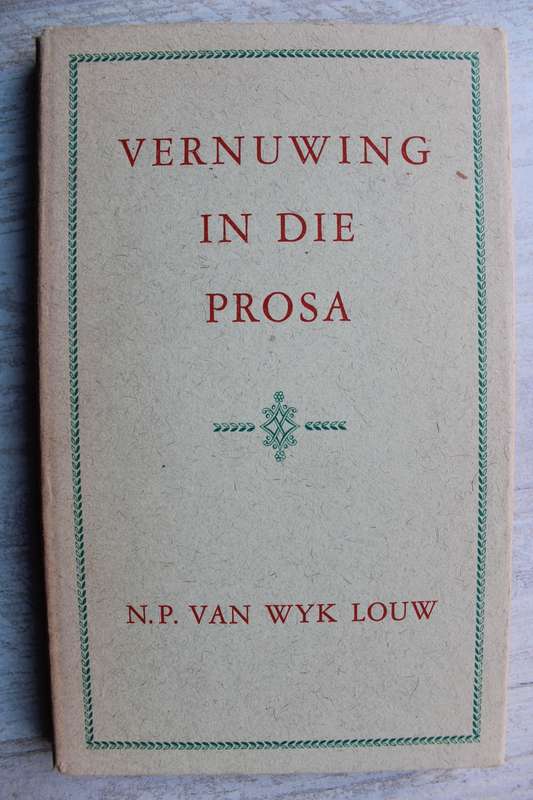 VERNUWING
IN DIE
PROSA
N.P. VAN WYK LOUW